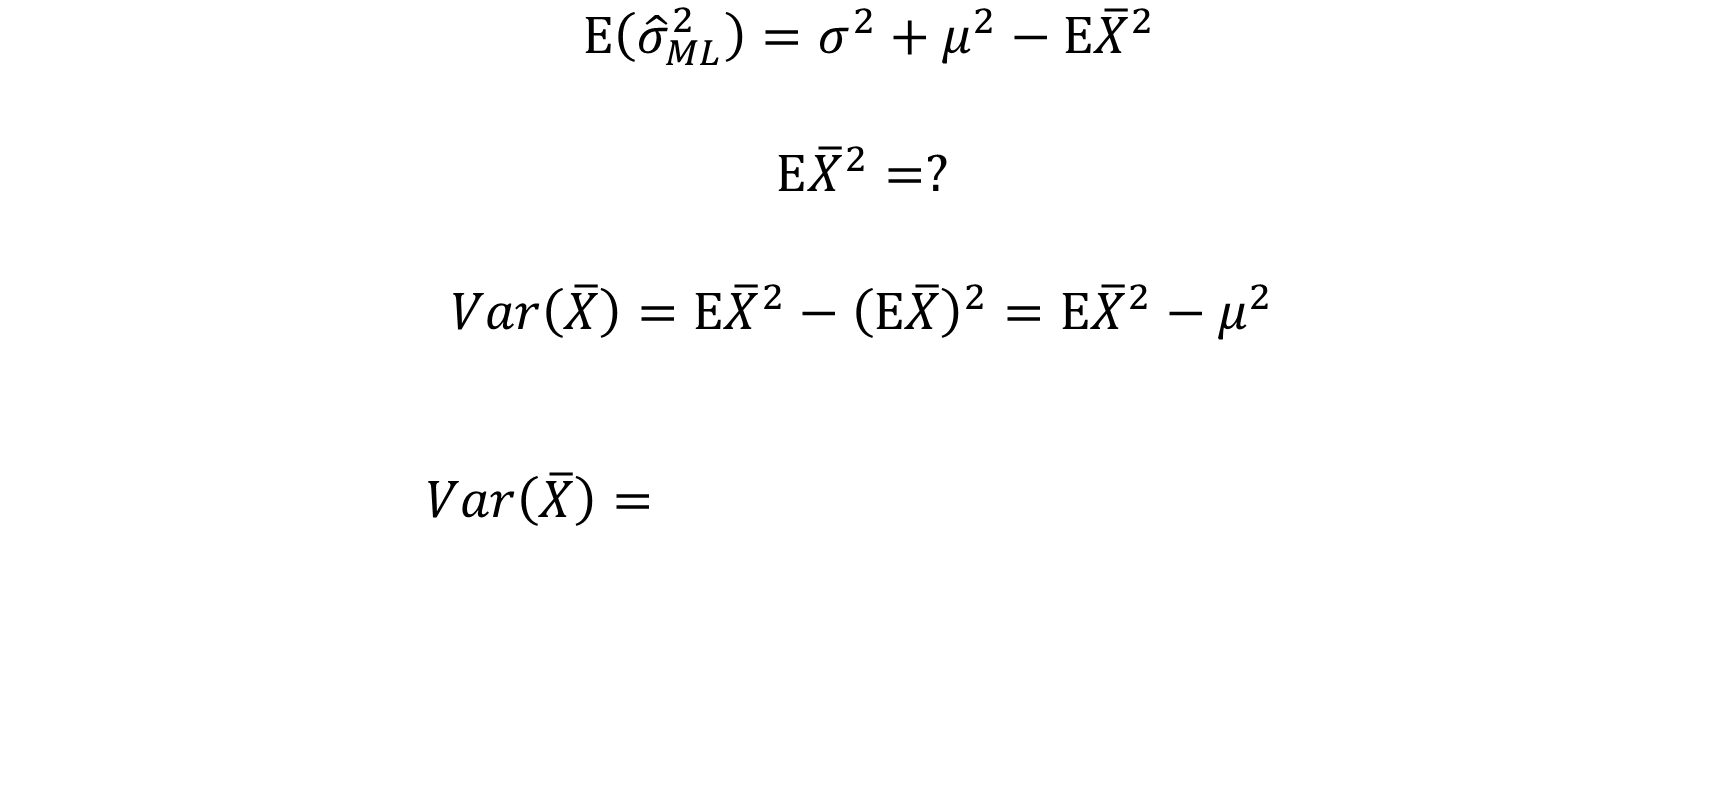 E(σ̂²_ML) = σ² + μ² − EX̄²
EX̄² =?
Var(X̄) = EX̄² − (EX̄)² = EX̄² − μ²
Var(X̄) =